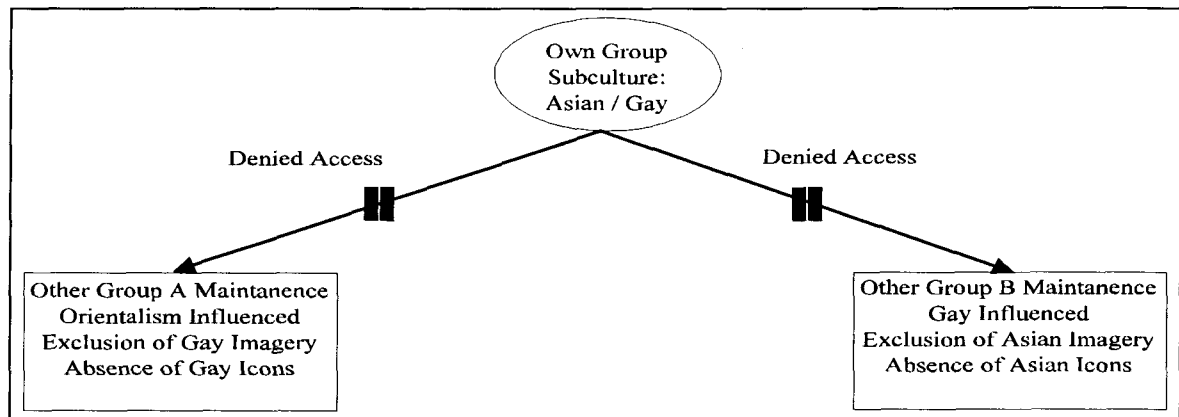 Own Group
Subculture:
Asian / Gay
Denied Access
Denied Access
Other Group A Maintanence
Orientalism Influenced
Exclusion of Gay Imagery
Absence of Gay Icons
Other Group B Maintanence
Gay Influenced
Exclusion of Asian Imagery
Absence of Asian Icons